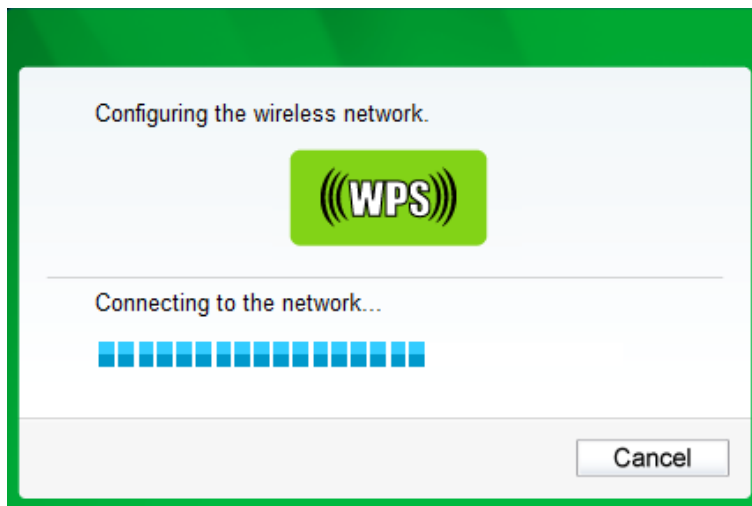 Configuring the wireless network.
(((WPS)))
Connecting to the network...
Cancel